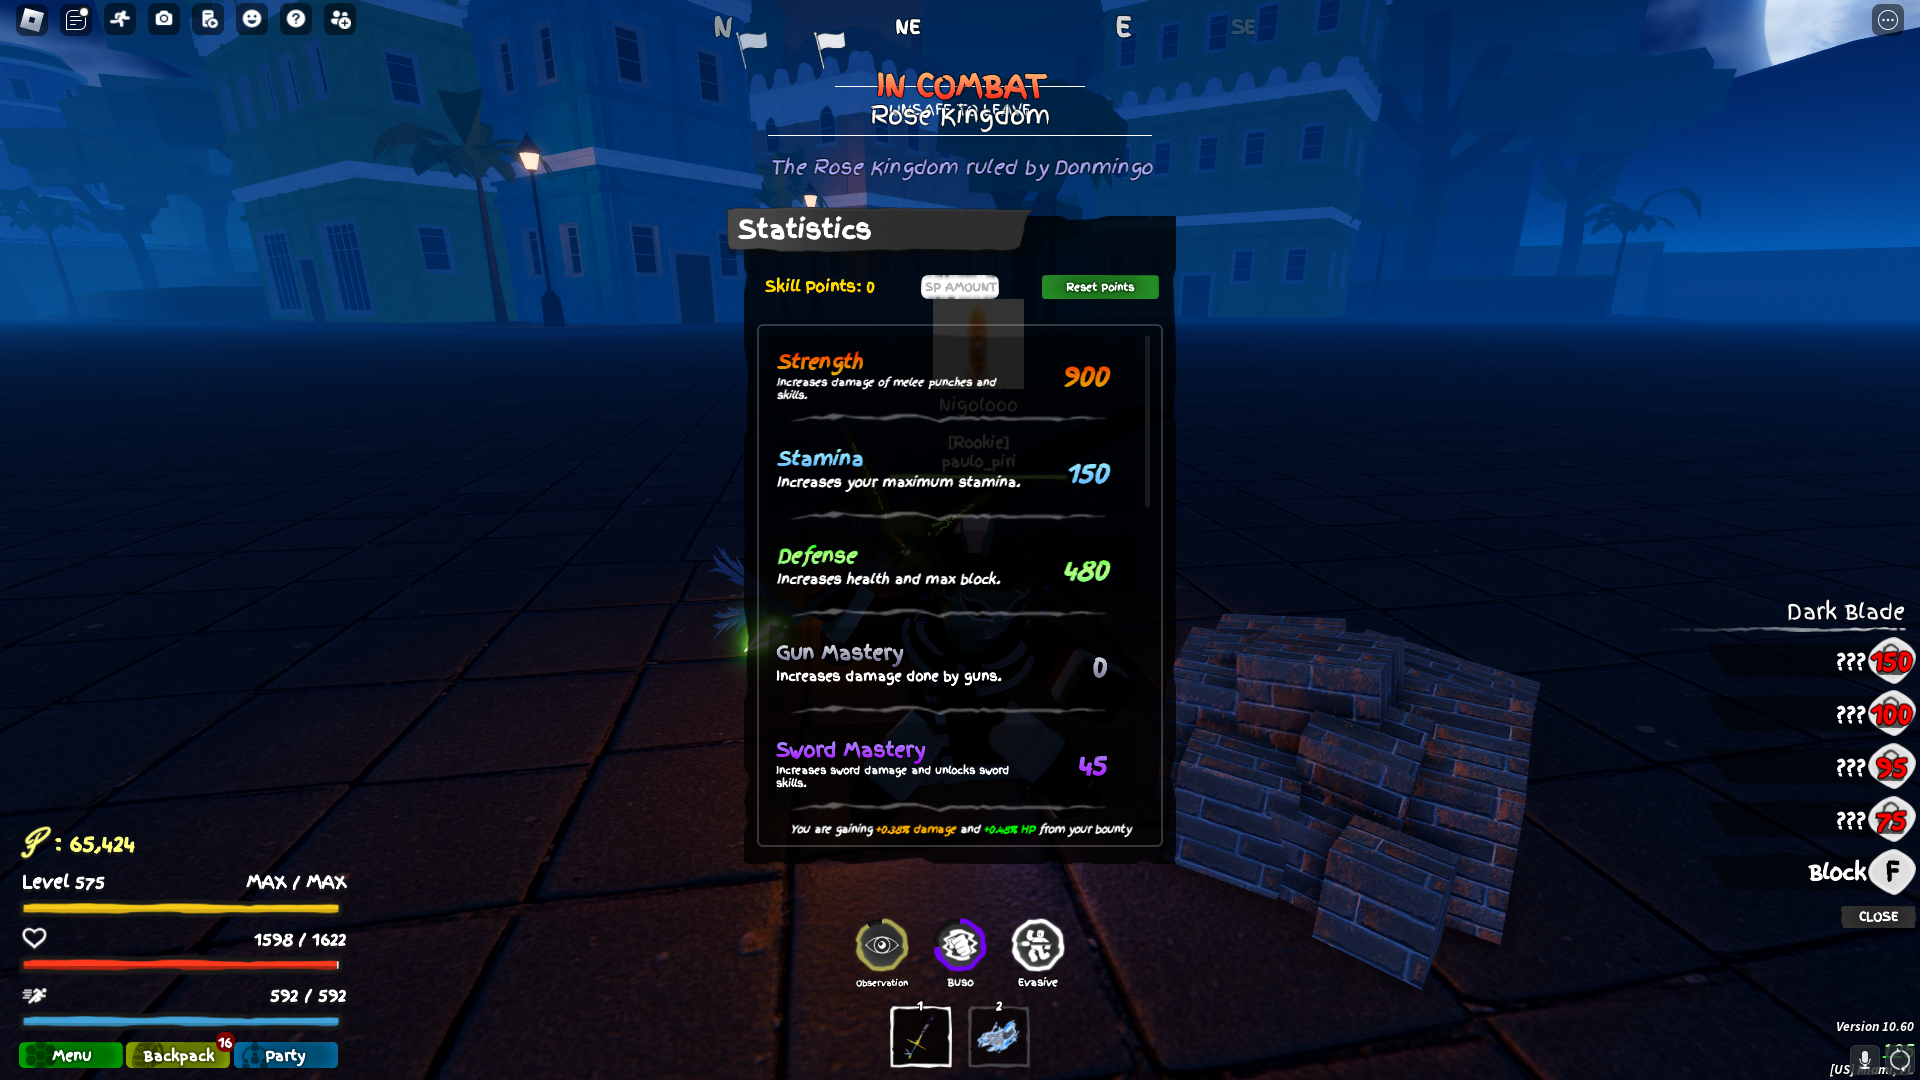 N
NE
E
SE
IN COMBAT
UNSAFE TO LEAVE
Rose Kingdom
The Rose Kingdom ruled by Donmingo
Statistics
Skill Points: 0
SP AMOUNT
Reset Points
Strength
Increases damage of melee punches and
skills.
900
Nigolooo
[Rookie]
paulo_piri
Stamina
Increases your maximum stamina.
150
Defense
Increases health and max block.
480
Gun Mastery
Increases damage done by guns.
0
Sword Mastery
Increases sword damage and unlocks sword
skills.
45
You are gaining +0.38% damage and +0.48% HP from your bounty
Dark Blade
??? 150
??? 100
??? 95
??? 75
Block F
CLOSE
: 65,424
Level 575 MAX / MAX
1598 / 1622
592 / 592
Menu
Backpack 16
Party
Observation
Buso
Evasive
1
2
Version 10.60
[US]